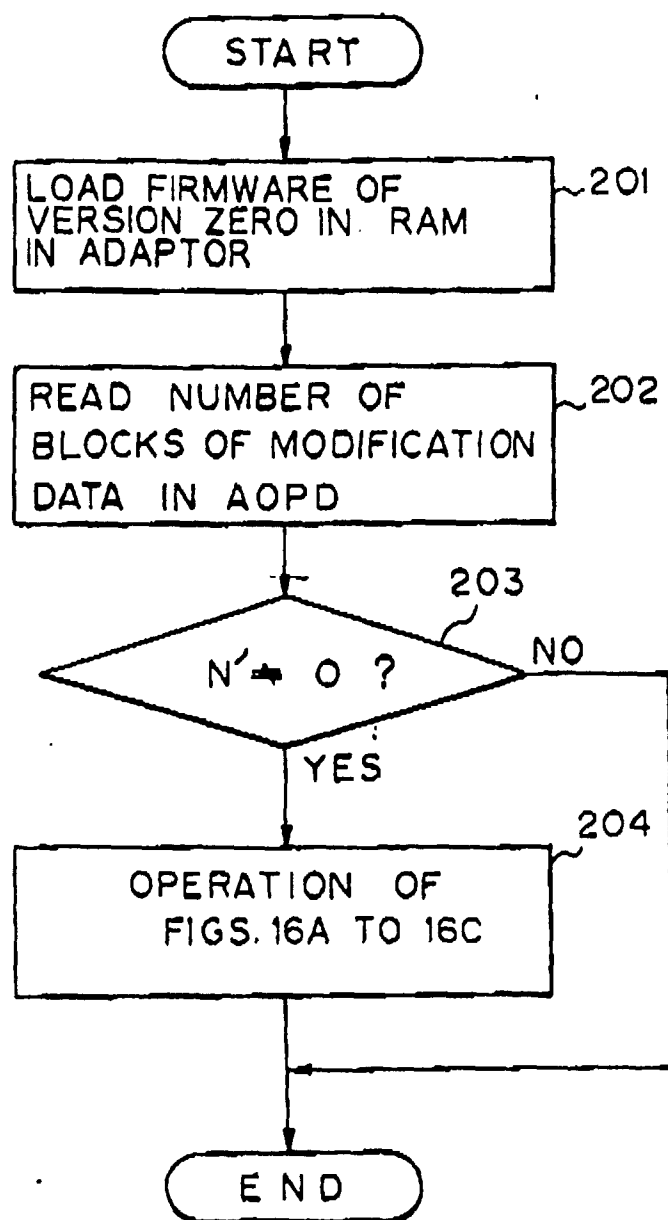 START
LOAD FIRMWARE OF
VERSION ZERO IN RAM
IN ADAPTOR
201
READ NUMBER OF
BLOCKS OF MODIFICATION
DATA IN AOPD
202
203
N' ≠ 0 ?
NO
YES
204
OPERATION OF
FIGS. 16A TO 16C
END